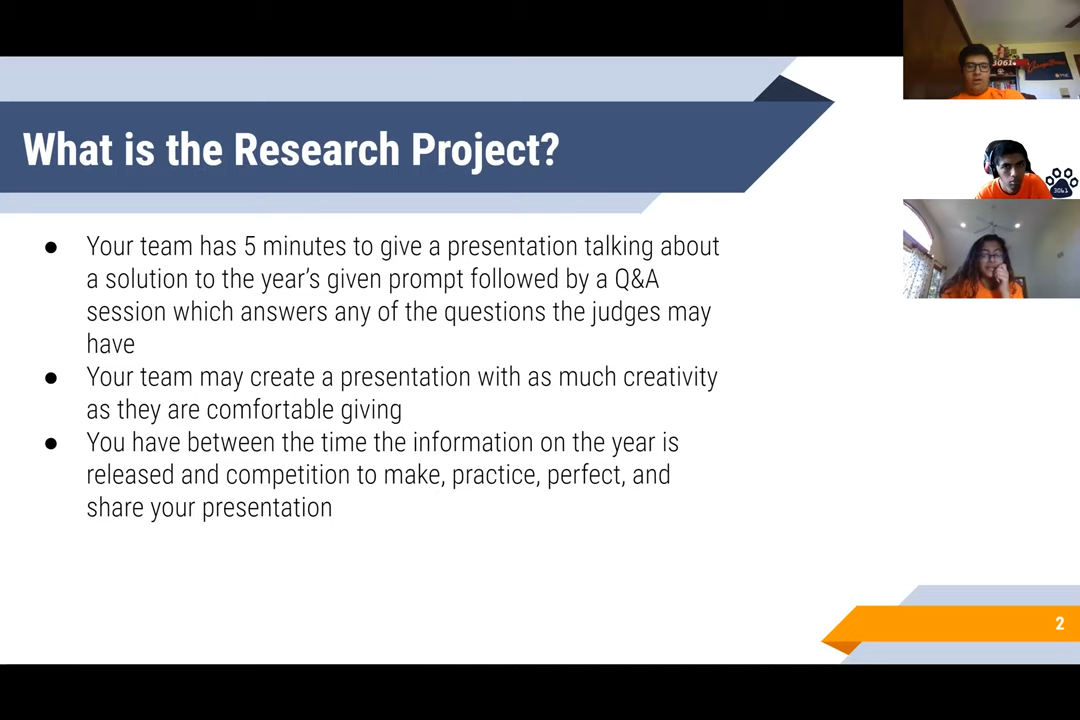 What is the Research Project?
● Your team has 5 minutes to give a presentation talking about
a solution to the year’s given prompt followed by a Q&A
session which answers any of the questions the judges may
have
● Your team may create a presentation with as much creativity
as they are comfortable giving
● You have between the time the information on the year is
released and competition to make, practice, perfect, and
share your presentation
2
3061
3061